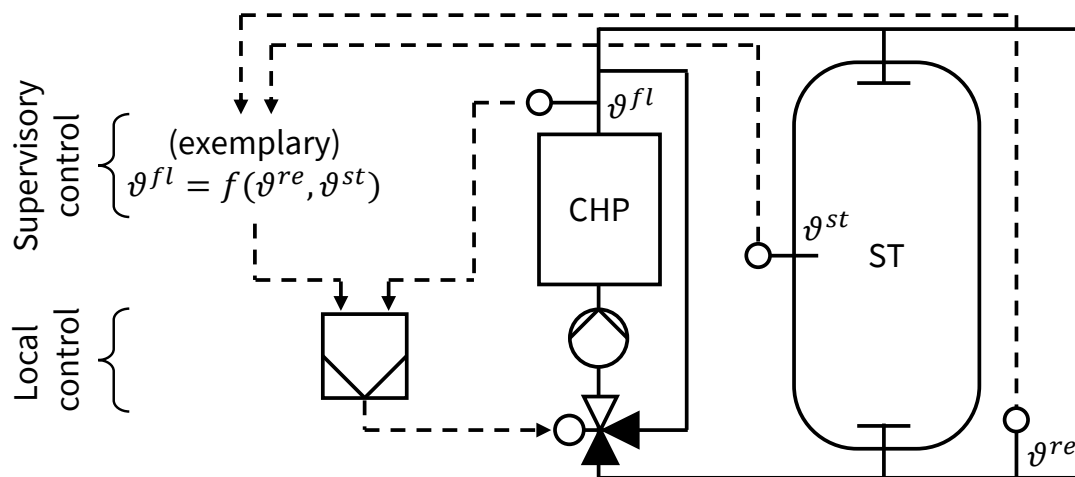 Supervisory
control
(exemplary)
𝜗^{fl} = f(𝜗^{re}, 𝜗^{st})
𝜗^{fl}
CHP
𝜗^{st}
ST
Local
control
𝜗^{re}